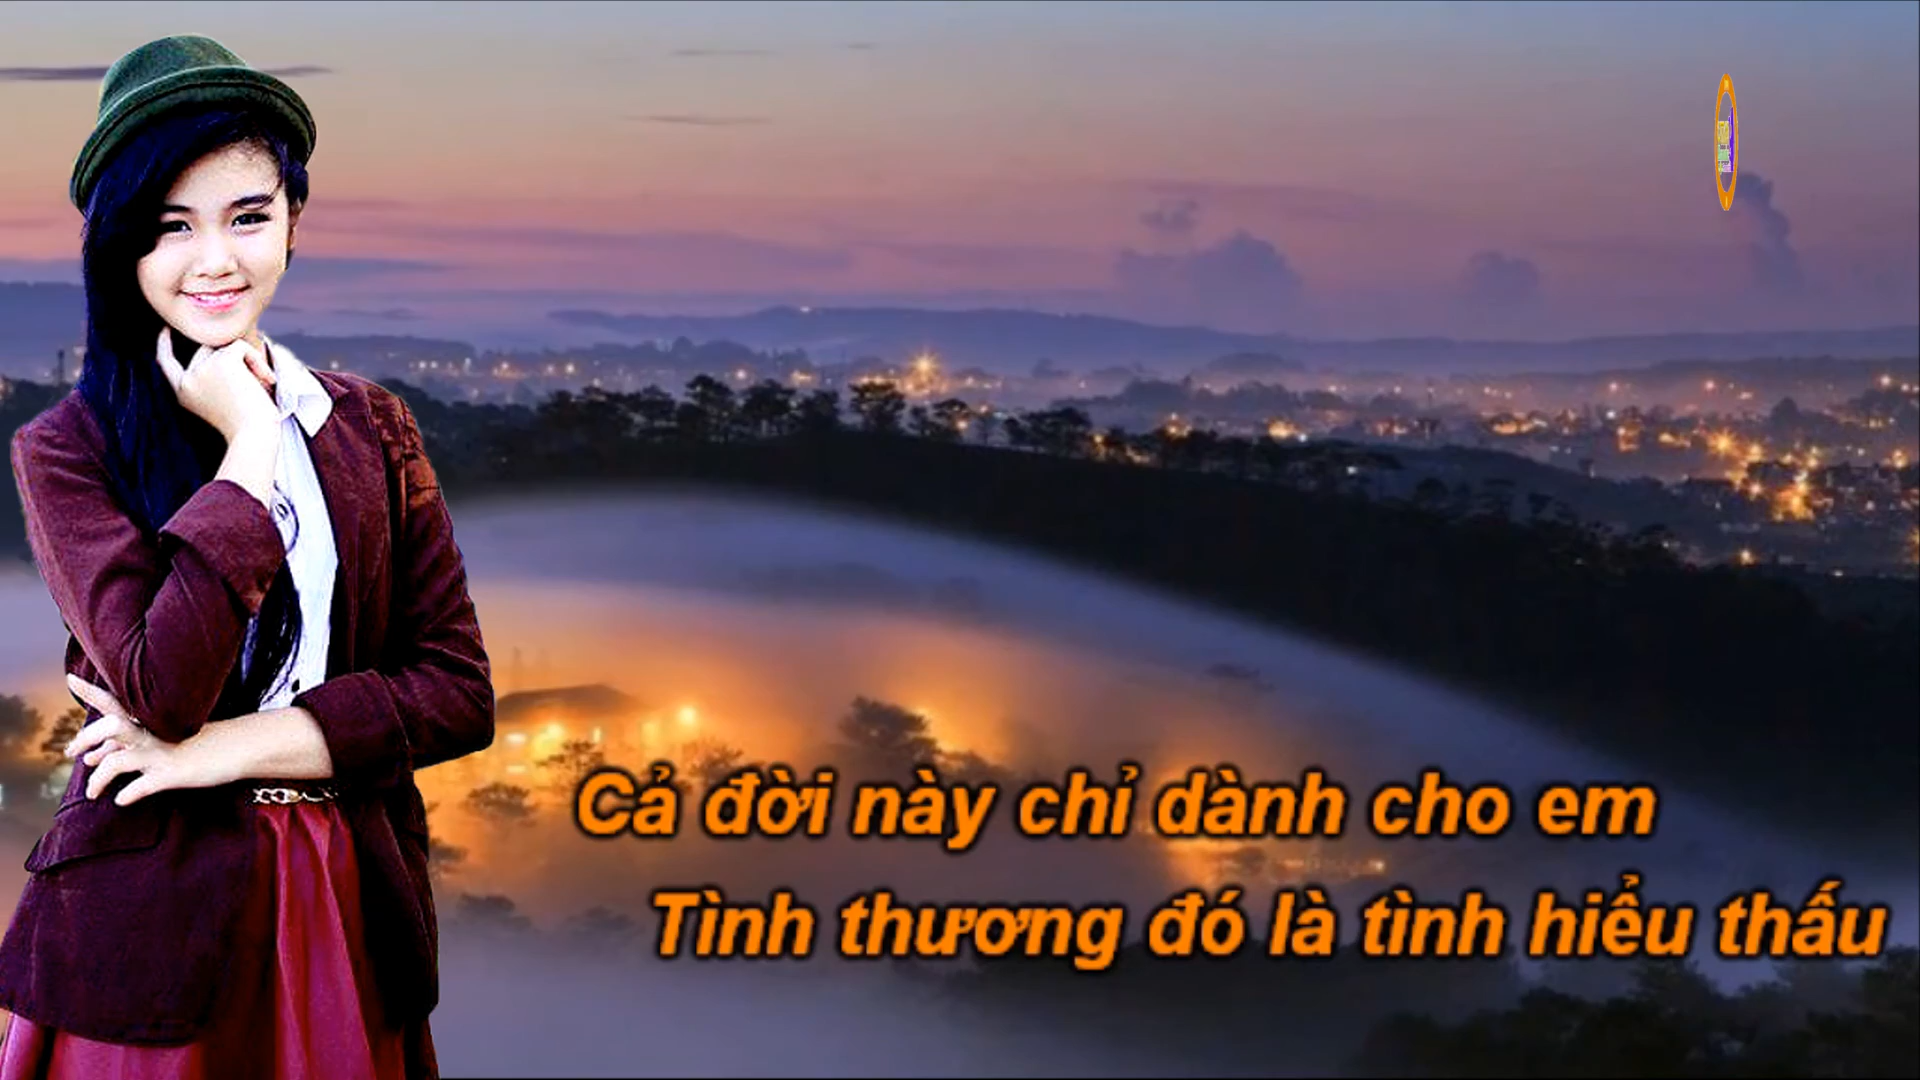 Cả đời này chỉ dành cho em
Tình thương đó là tình hiểu thấu